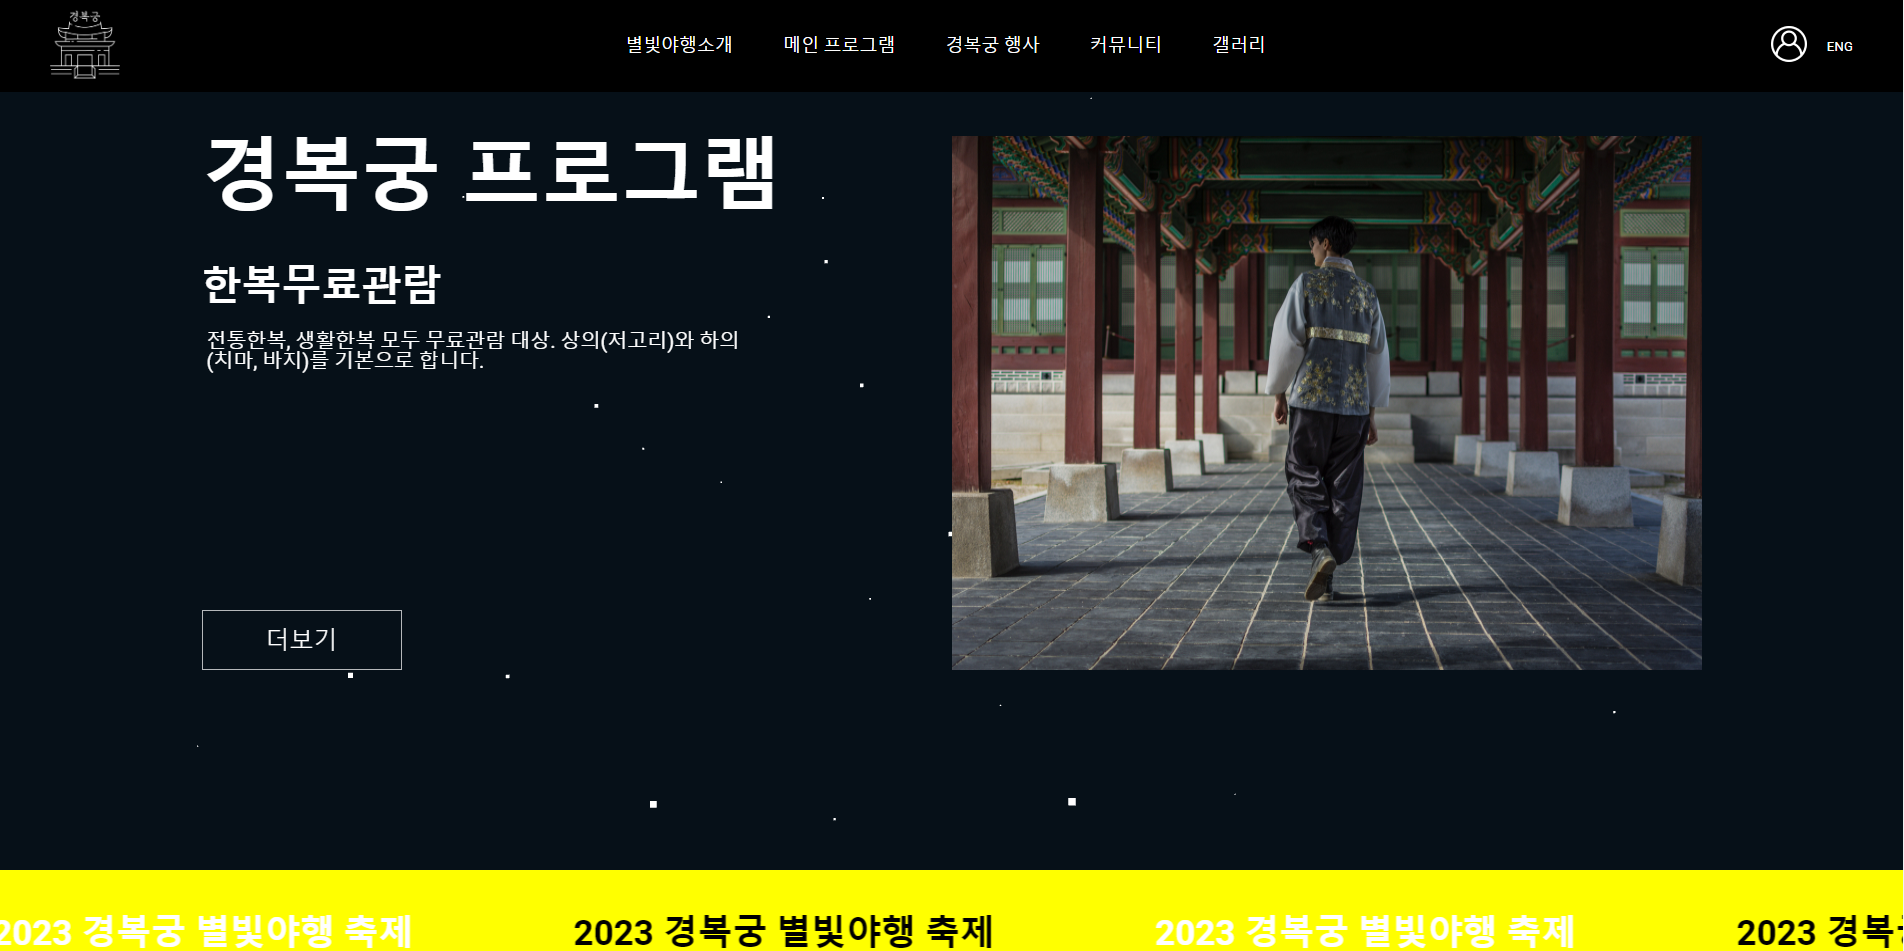 경복궁
별빛야행소개
메인 프로그램
경복궁 행사
커뮤니티
갤러리
ENG
경복궁 프로그램
한복무료관람
전통한복, 생활한복 모두 무료관람 대상. 상의(저고리)와 하의
(치마, 바지)를 기본으로 합니다.
더보기
2023 경복궁 별빛야행 축제 2023 경복궁 별빛야행 축제 2023 경복궁 별빛야행 축제 2023 경복